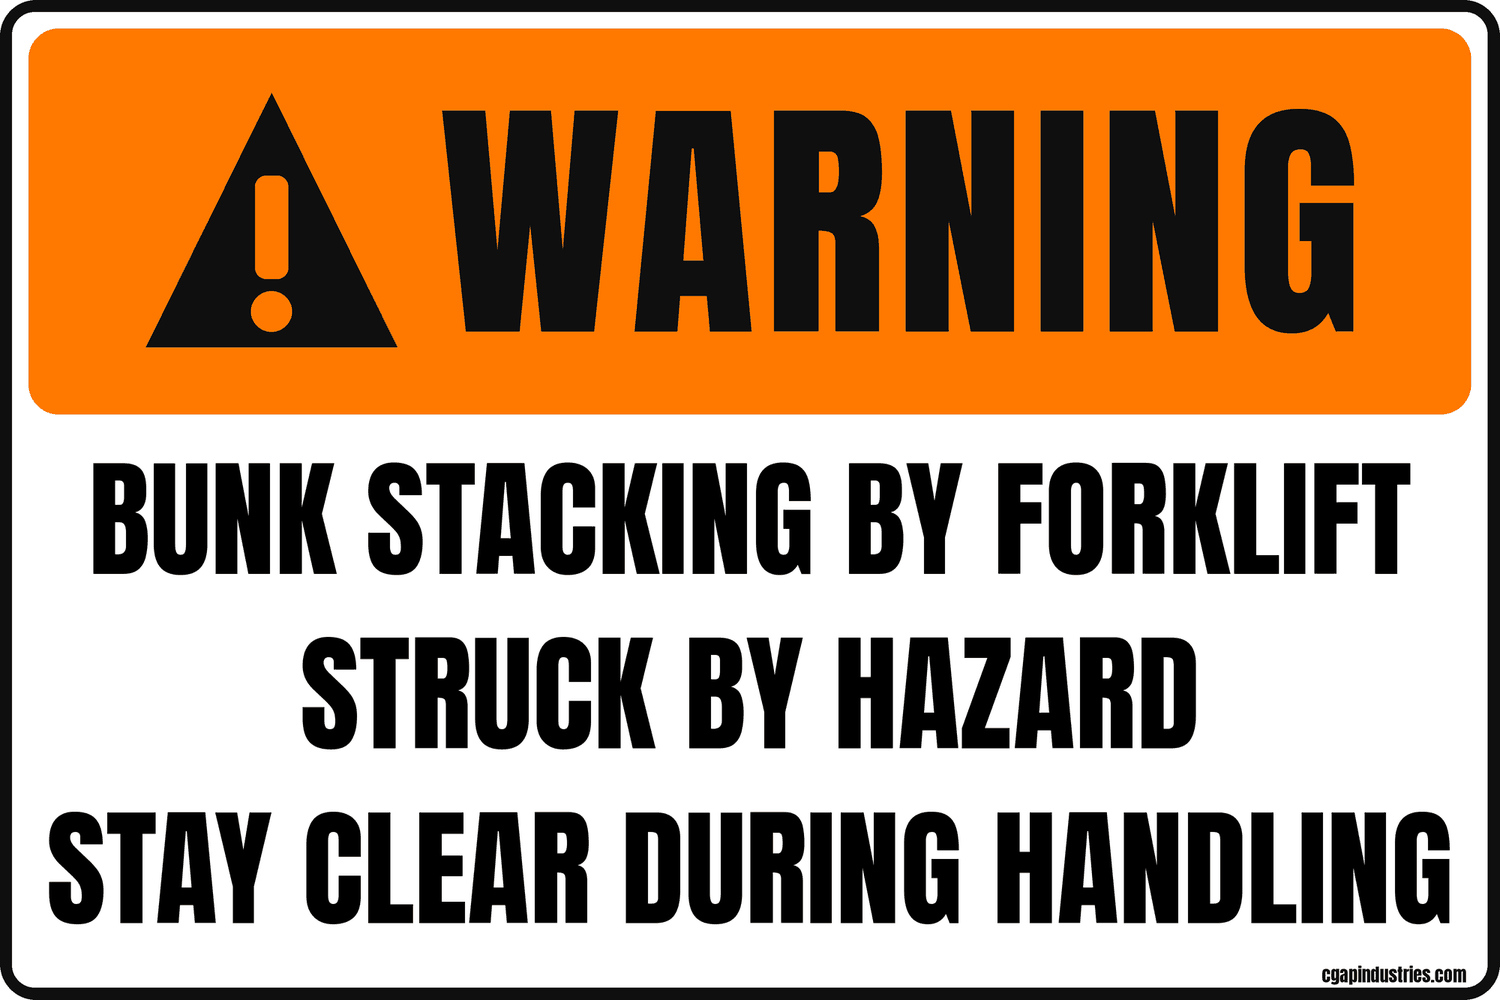 WARNING
BUNK STACKING BY FORKLIFT
STRUCK BY HAZARD
STAY CLEAR DURING HANDLING
cgapindustries.com